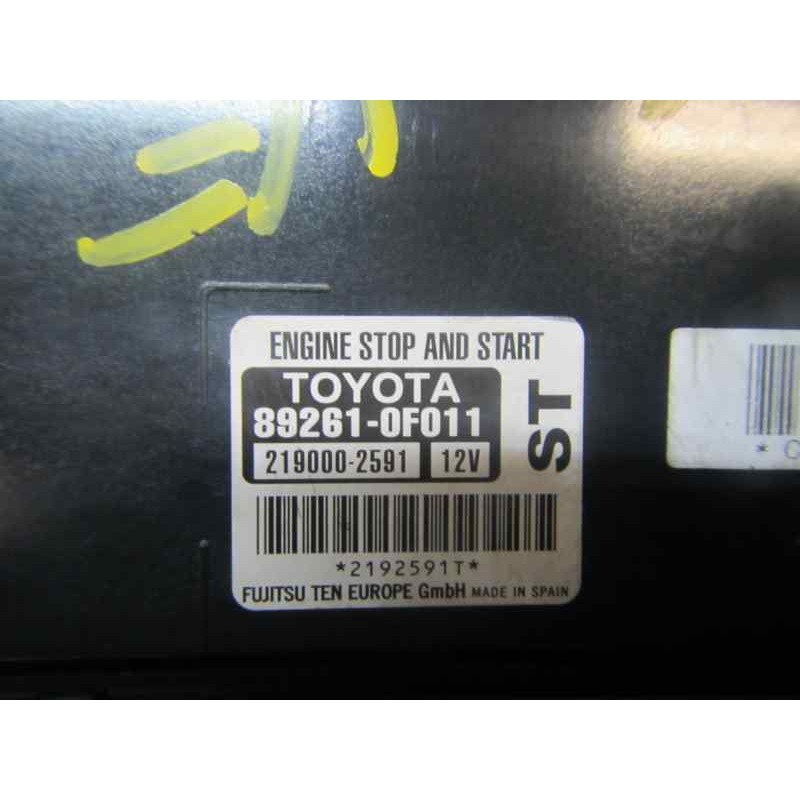 ENGINE STOP AND START
TOYOTA
89261-0F011
219000-2591 12V
ST
*2192591T*
FUJITSU TEN EUROPE GmbH MADE IN SPAIN